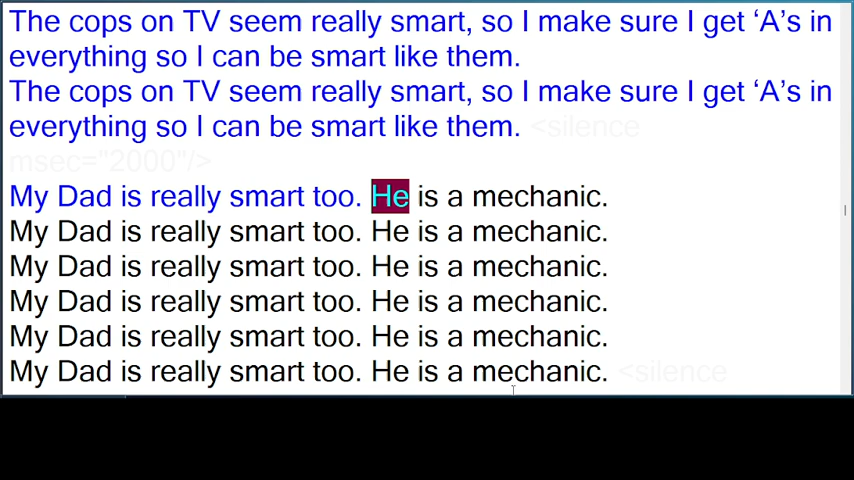 The cops on TV seem really smart, so I make sure I get ‘A’s in
everything so I can be smart like them.
The cops on TV seem really smart, so I make sure I get ‘A’s in
everything so I can be smart like them. <silence
msec="2000"/>
My Dad is really smart too. He is a mechanic.
My Dad is really smart too. He is a mechanic.
My Dad is really smart too. He is a mechanic.
My Dad is really smart too. He is a mechanic.
My Dad is really smart too. He is a mechanic.
My Dad is really smart too. He is a mechanic. <silence